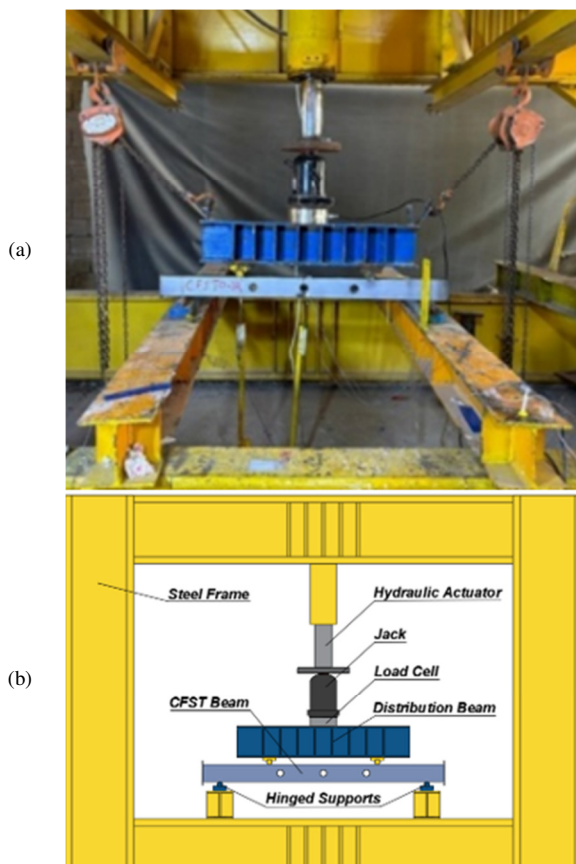 (a)
(b)
Steel Frame
Hydraulic Actuator
Jack
Load Cell
CFST Beam
Distribution Beam
Hinged Supports